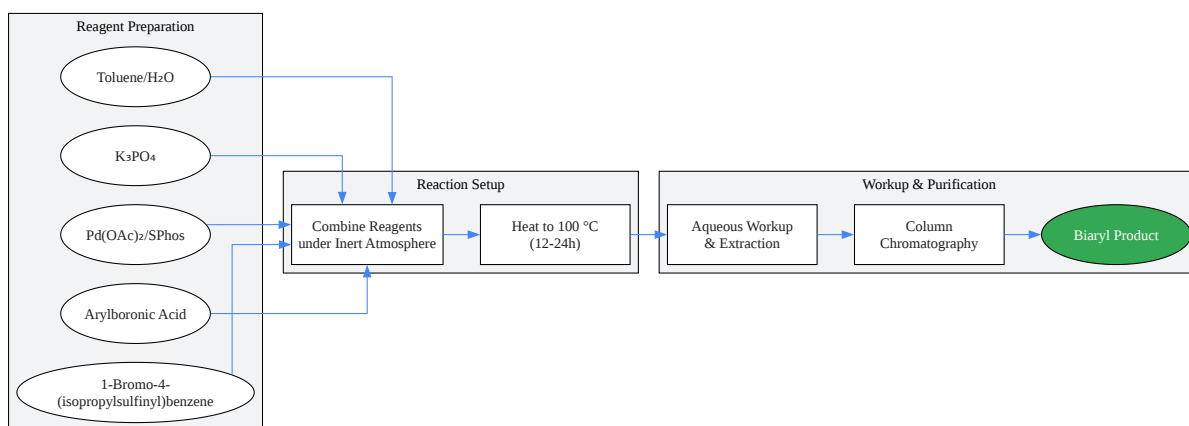 Reagent Preparation
Toluene/H₂O
K₃PO₄
Pd(OAc)₂/SPhos
Arylboronic Acid
1-Bromo-4-
(isopropylsulfinyl)benzene
Reaction Setup
Combine Reagents
under Inert Atmosphere
Heat to 100 °C
(12-24h)
Workup & Purification
Aqueous Workup
& Extraction
Column
Chromatography
Biaryl Product